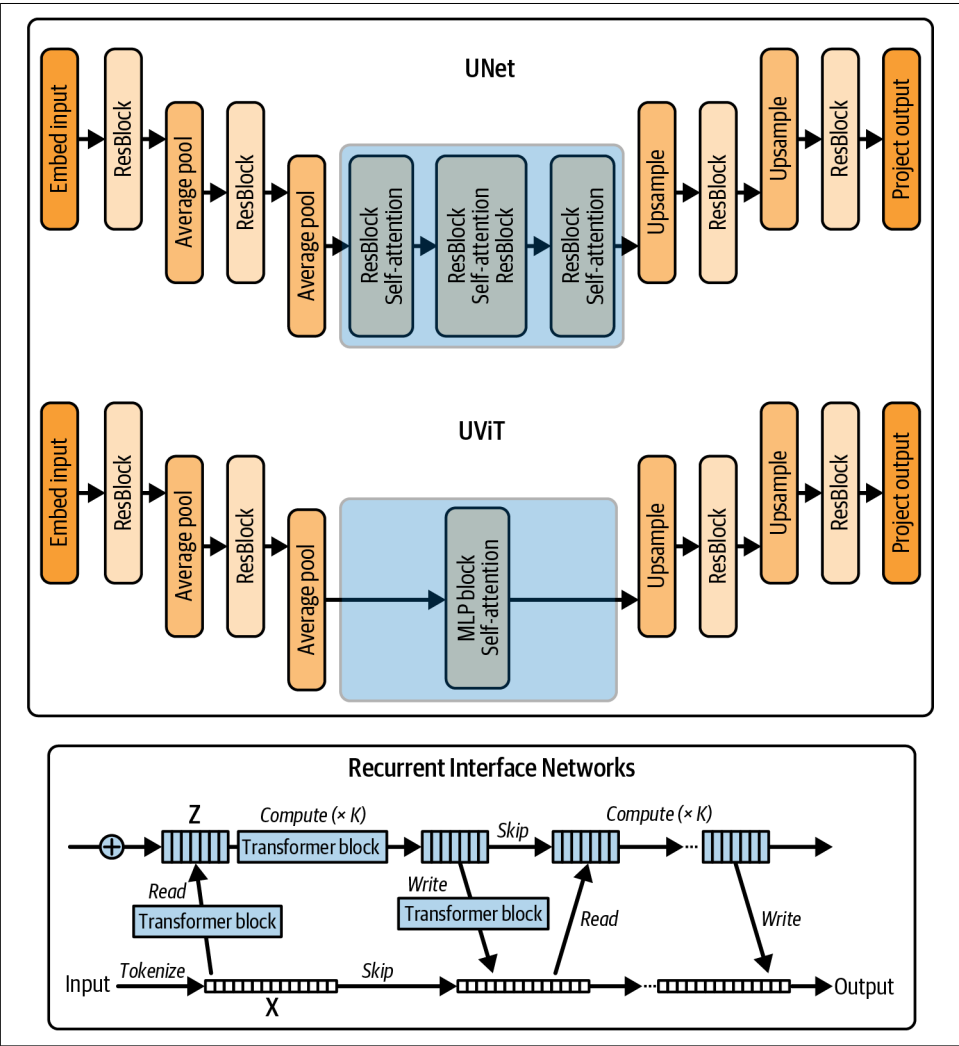 UNet
Embed input
ResBlock
Average pool
ResBlock
Average pool
ResBlock
Self-attention
ResBlock
Self-attention
ResBlock
ResBlock
Self-attention
Upsample
ResBlock
Upsample
ResBlock
Project output
UViT
Embed input
ResBlock
Average pool
ResBlock
Average pool
MLP block
Self-attention
Upsample
ResBlock
Upsample
ResBlock
Project output
Recurrent Interface Networks
Z
Compute (× K)
Transformer block
Skip
Compute (× K)
Read
Transformer block
Write
Transformer block
Read
Write
Input
Tokenize
X
Skip
Output